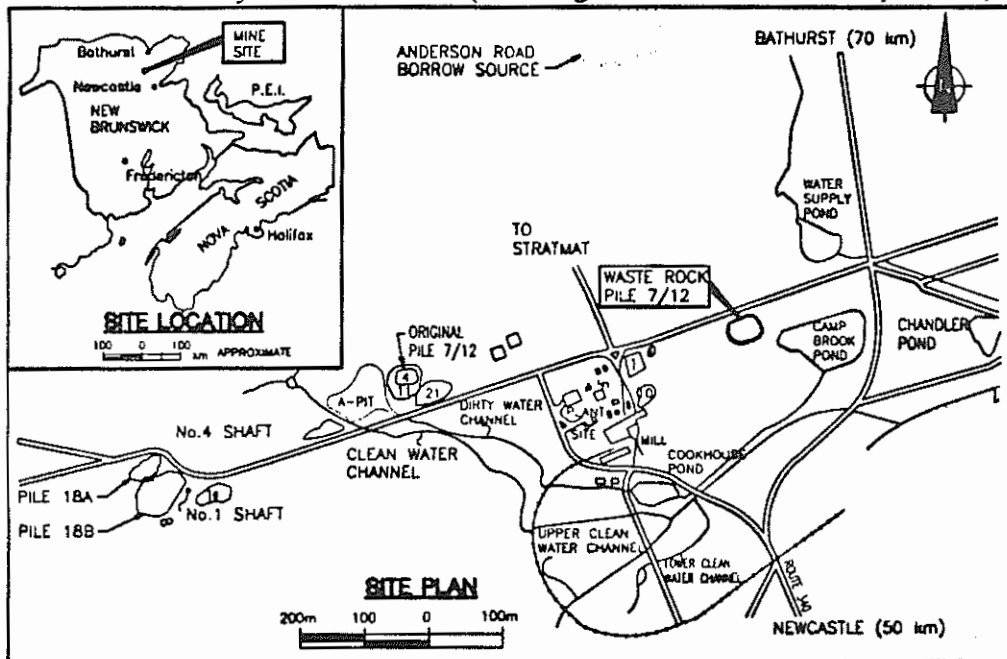 Bathurst
MINE
SITE
Newcastle
NEW
BRUNSWICK
P.E.I.
Fredericton
NOVA
SCOTIA
Halifax
SITE LOCATION
100 0 100
km APPROXIMATE
ANDERSON ROAD
BORROW SOURCE
BATHURST (70 km)
WATER
SUPPLY
POND
TO
STRATMAT
WASTE ROCK
PILE 7/12
ORIGINAL
PILE 7/12
4
11
21
A-PIT
1
CAMP
BROOK
POND
CHANDLER
POND
No.4 SHAFT
DIRTY WATER
CHANNEL
CLEAN WATER
CHANNEL
SITE
MILL
COOKHOUSE
POND
PILE 18A
PILE 18B
No.1 SHAFT
UPPER CLEAN
WATER CHANNEL
WATER CHANNEL
SITE PLAN
200m 100 0 100m
ROUTE
NEWCASTLE (50 km)